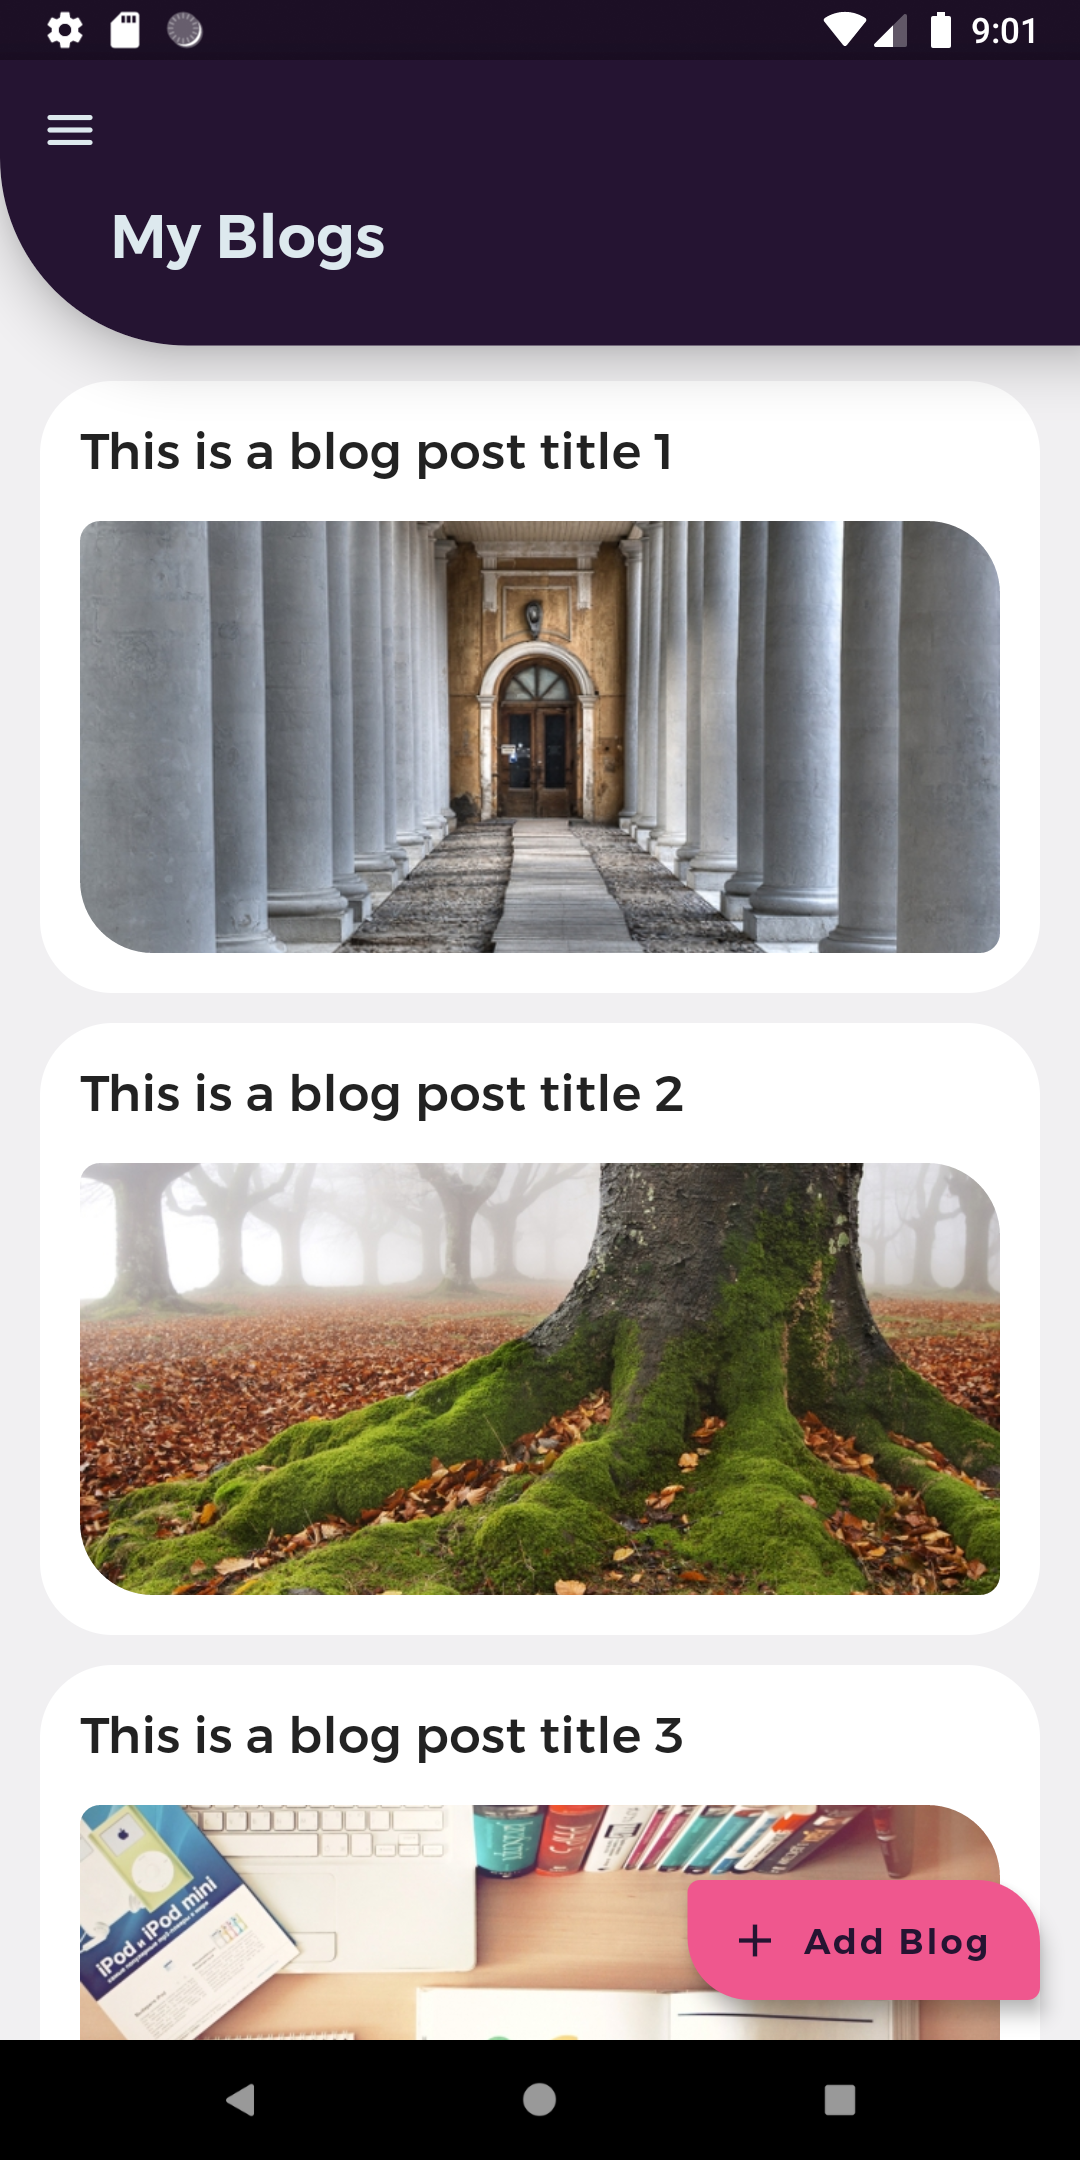 9:01
My Blogs
This is a blog post title 1
This is a blog post title 2
This is a blog post title 3
iPod и iPod mini
+ Add Blog